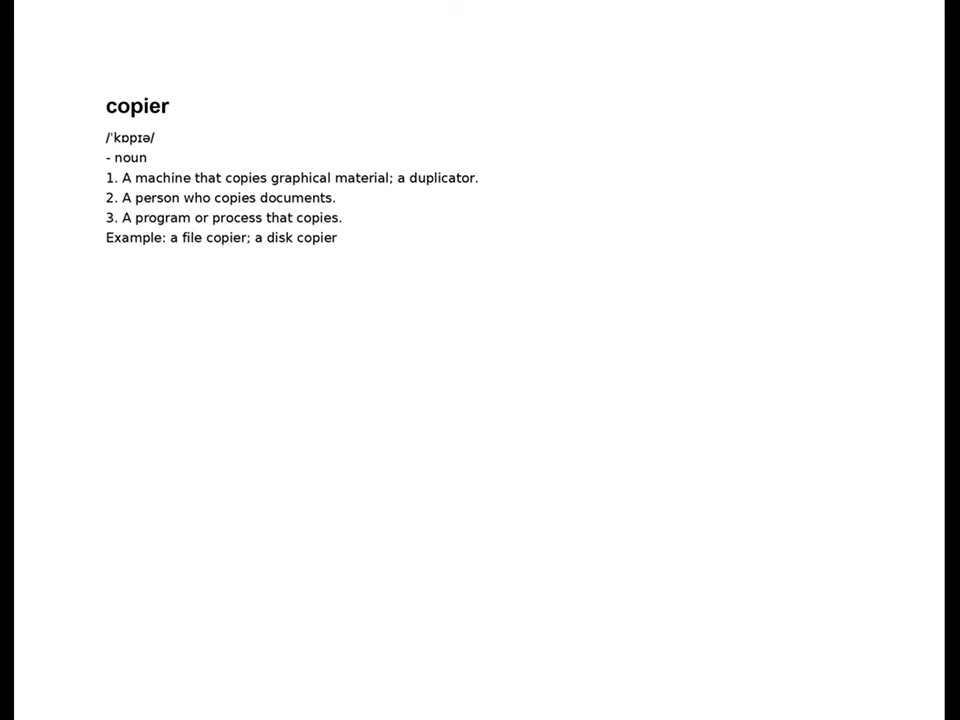 copier
/ˈkɒpɪə/
- noun
1. A machine that copies graphical material; a duplicator.
2. A person who copies documents.
3. A program or process that copies.
Example: a file copier; a disk copier